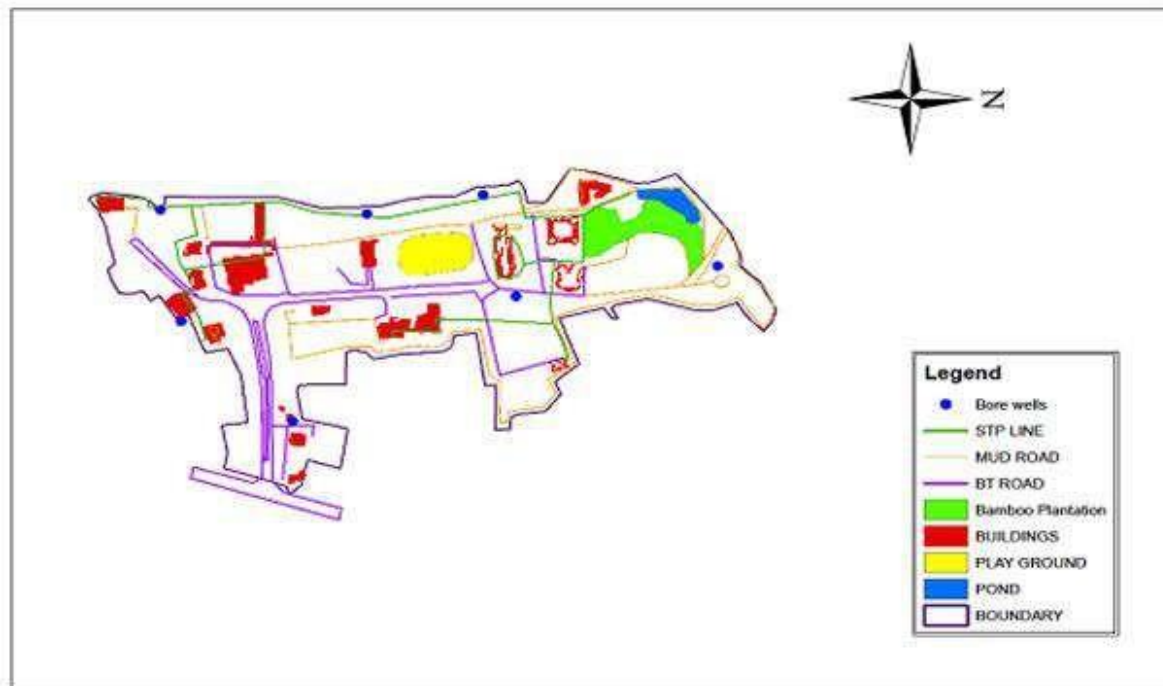 N
Legend
Bore wells
STP LINE
MUD ROAD
BT ROAD
Bamboo Plantation
BUILDINGS
PLAY GROUND
POND
BOUNDARY